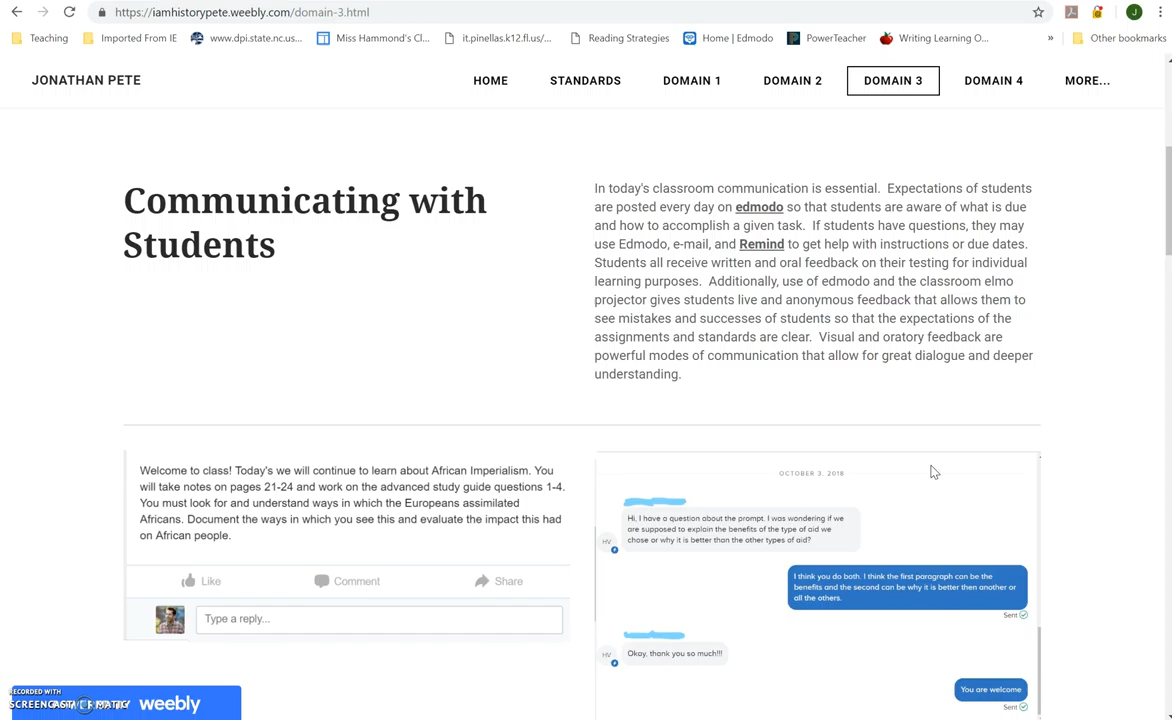 https://iamhistorypete.weebly.com/domain-3.html
Teaching Imported From IE www.dpi.state.nc.us... Miss Hammond's Cl... it.pinellas.k12.fl.us/... Reading Strategies Home | Edmodo PowerTeacher Writing Learning O... » Other bookmarks
JONATHAN PETE HOME STANDARDS DOMAIN 1 DOMAIN 2 DOMAIN 3 DOMAIN 4 MORE...
Communicating with
Students
In today's classroom communication is essential. Expectations of students
are posted every day on edmodo so that students are aware of what is due
and how to accomplish a given task. If students have questions, they may
use Edmodo, e-mail, and Remind to get help with instructions or due dates.
Students all receive written and oral feedback on their testing for individual
learning purposes. Additionally, use of edmodo and the classroom elmo
projector gives students live and anonymous feedback that allows them to
see mistakes and successes of students so that the expectations of the
assignments and standards are clear. Visual and oratory feedback are
powerful modes of communication that allow for great dialogue and deeper
understanding.
Welcome to class! Today's we will continue to learn about African Imperialism. You
will take notes on pages 21-24 and work on the advanced study guide questions 1-4.
You must look for and understand ways in which the Europeans assimilated
Africans. Document the ways in which you see this and evaluate the impact this had
on African people.
Like Comment Share
Type a reply...
OCTOBER 3, 2018
Hi, I have a question about the prompt. I was wondering if we
are supposed to explain the benefits of the type of aid we
chose or why it is better than the other types of aid?
HV
I think you do both. I think the first paragraph can be the
benefits and the second can be why it is better then another or
all the others.
Sent
Okay, thank you so much!!!
HV
You are welcome
Sent
RECORDED WITH
SCREENCAST-O-MATIC
weebly
J